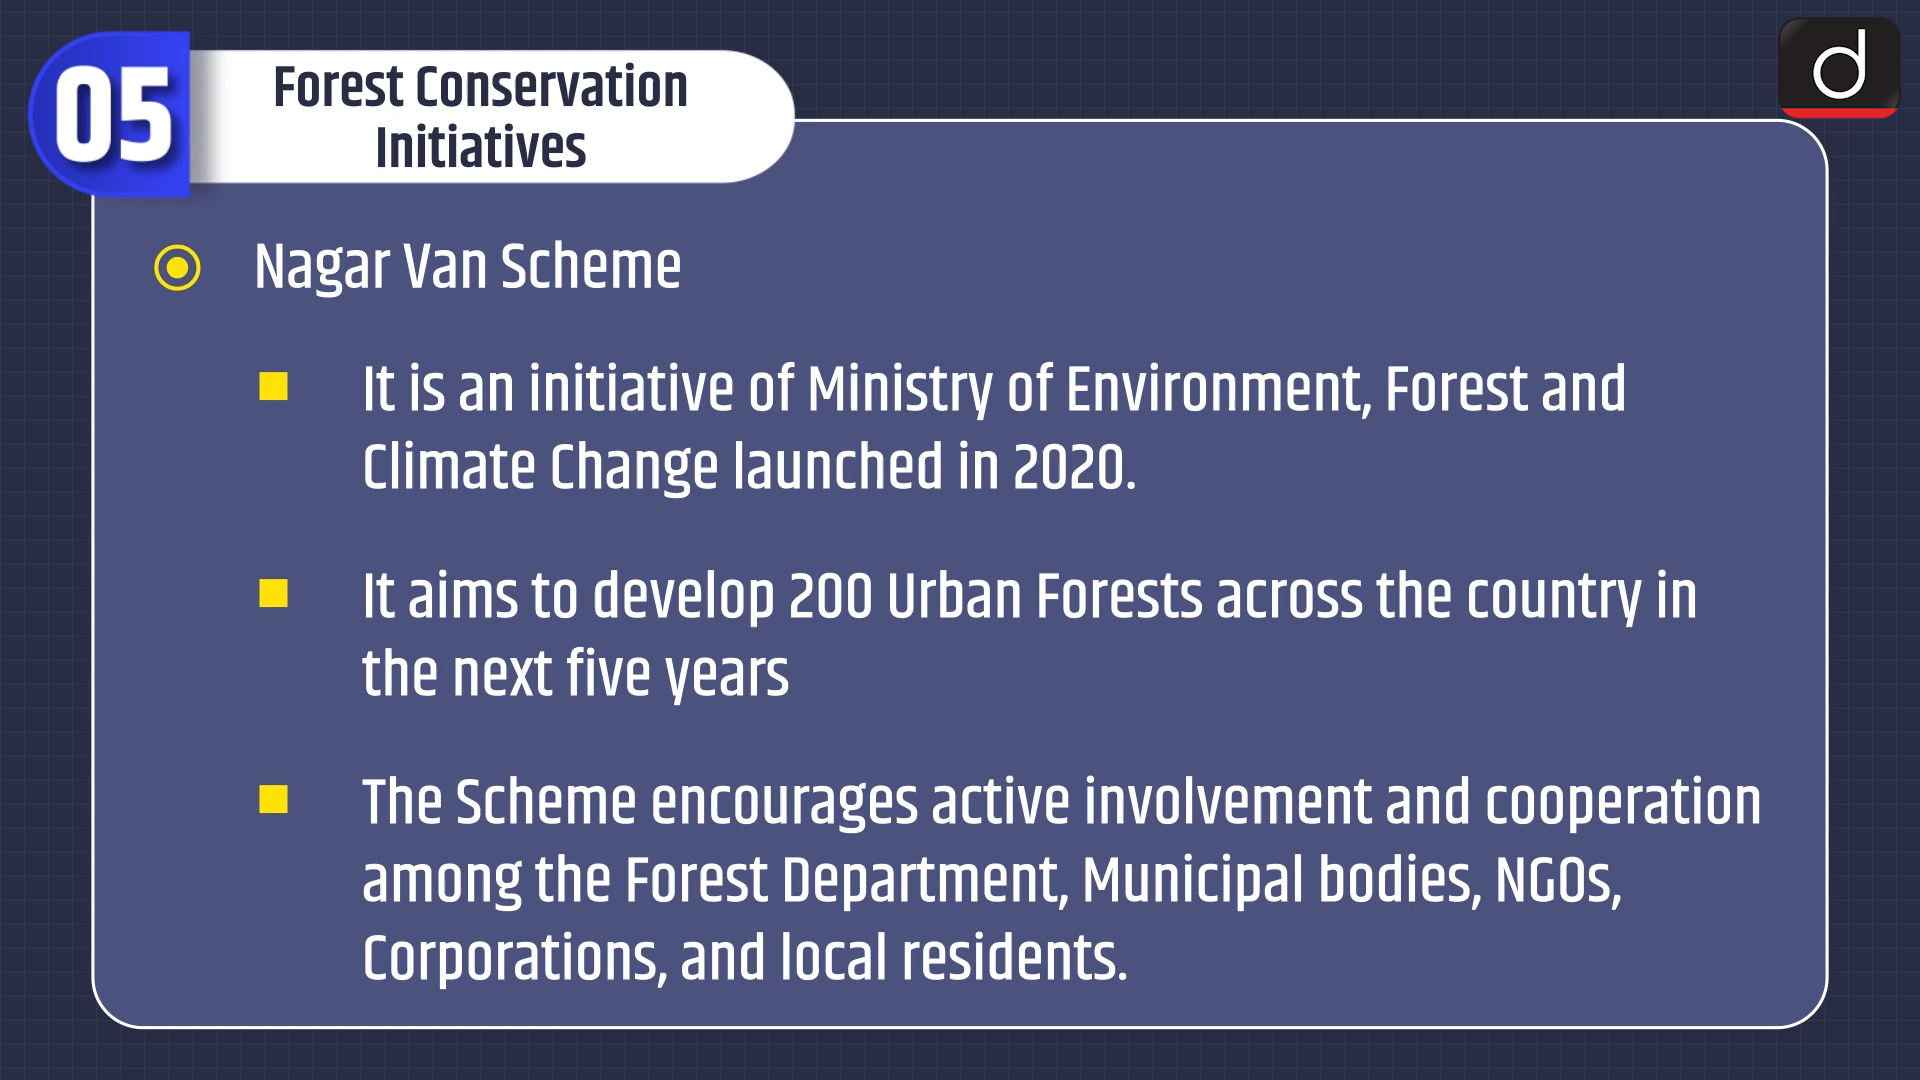 05
Forest Conservation
Initiatives
d
Nagar Van Scheme
It is an initiative of Ministry of Environment, Forest and
Climate Change launched in 2020.
It aims to develop 200 Urban Forests across the country in
the next five years
The Scheme encourages active involvement and cooperation
among the Forest Department, Municipal bodies, NGOs,
Corporations, and local residents.